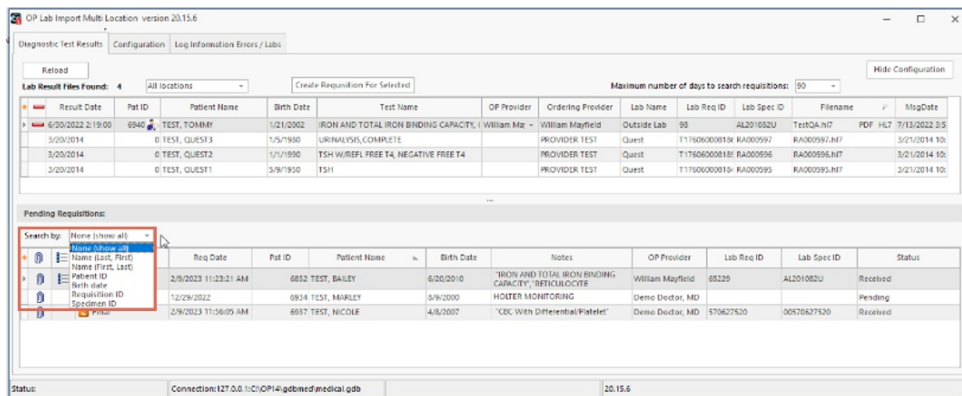 OP Lab Import Multi Location version 20.15.6
Diagnostic Test Results Configuration Log Information Errors / Labs
Reload Hide Configuration
Lab Result Files Found: 4 All locations Create Requisition For Selected Maximum number of days to search requisitions: 90
Result Date Pat ID Patient Name Birth Date Test Name OP Provider Ordering Provider Lab Name Lab Req ID Lab Spec ID Filename MsgDate
6/30/2022 2:19:00 6940 TEST, TOMMY 1/21/2002 IRON AND TOTAL IRON BINDING CAPACITY, William May William Mayfield Outside Lab 98 AL201082U TestQA.hl7 PDF HL7 7/13/2022 3:5
3/20/2014 0 TEST, QUEST3 1/5/1980 URINALYSIS, COMPLETE PROVIDER TEST Quest RA000597 RA000597.hl7 3/21/2014 10:
3/20/2014 0 TEST, QUEST2 1/1/1990 TSH W/REFL FREE T4, NEGATIVE FREE T4 PROVIDER TEST Quest RA000596 RA000596.hl7 3/21/2014 10:
3/20/2014 0 TEST, QUEST1 5/9/1950 TSH PROVIDER TEST Quest RA000595 RA000595.hl7 3/21/2014 10:
Pending Requisitions:
Search by: None (show all)
None (show all)
Name (Last, First)
Name (First, Last)
Patient ID
Birth date
Requisition ID
Specimen ID
Req Date Pat ID Patient Name Birth Date Notes OP Provider Lab Req ID Lab Spec ID Status
2/9/2023 11:23:21 AM 6852 TEST, BAILEY 6/20/2010 "IRON AND TOTAL IRON BINDING CAPACITY","RETICULOCITE William Mayfield 65229 AL201082U Received
12/29/2022 6934 TEST, MARLEY 8/9/2000 HOLTER MONITORING Demo Doctor, MD Pending
Final 2/9/2023 11:56:05 AM 6937 TEST, NICOLE 4/8/2007 "CBC With Differential/Platelet" Demo Doctor, MD 570627520 00570627520 Received
Status: Connection:127.0.0.1:C:\OP14\gdbmed\medical.gdb 20.15.6